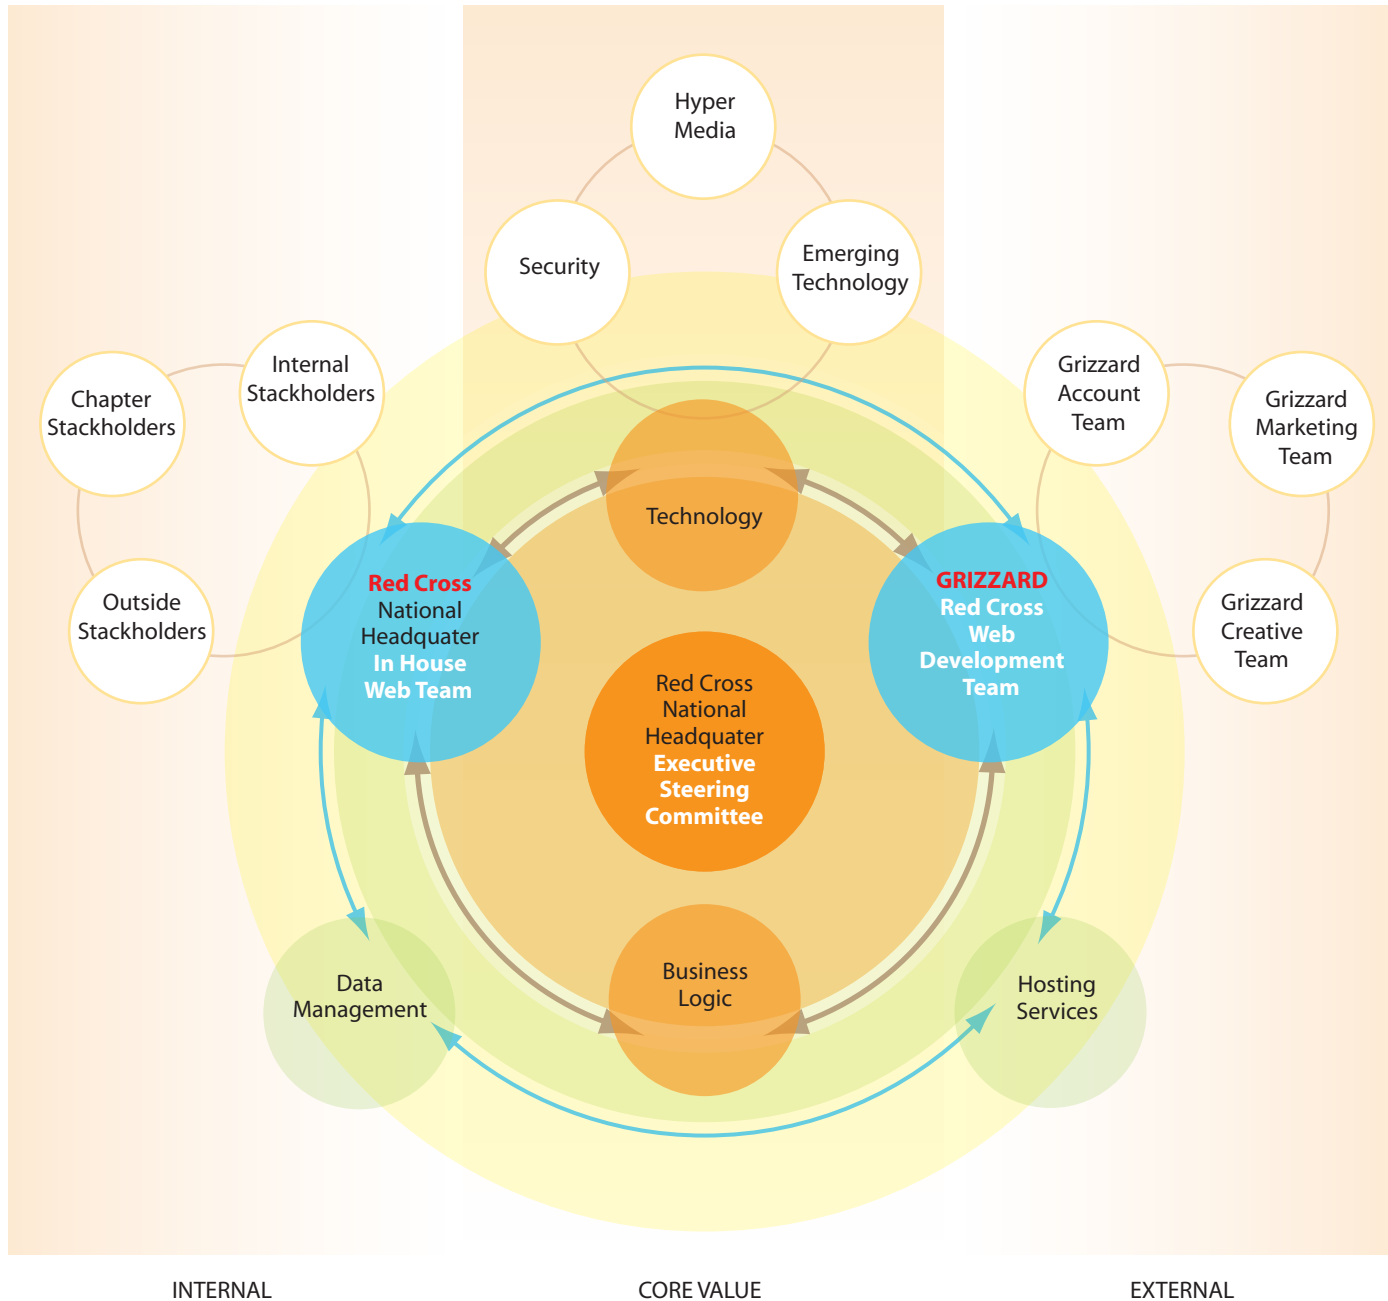 Hyper
Media
Security
Emerging
Technology
Internal
Stackholders
Chapter
Stackholders
Outside
Stackholders
Grizzard
Account
Team
Grizzard
Marketing
Team
Grizzard
Creative
Team
Technology
Red Cross
National
Headquater
In House
Web Team
GRIZZARD
Red Cross
Web
Development
Team
Red Cross
National
Headquater
Executive
Steering
Committee
Data
Management
Business
Logic
Hosting
Services
INTERNAL
CORE VALUE
EXTERNAL